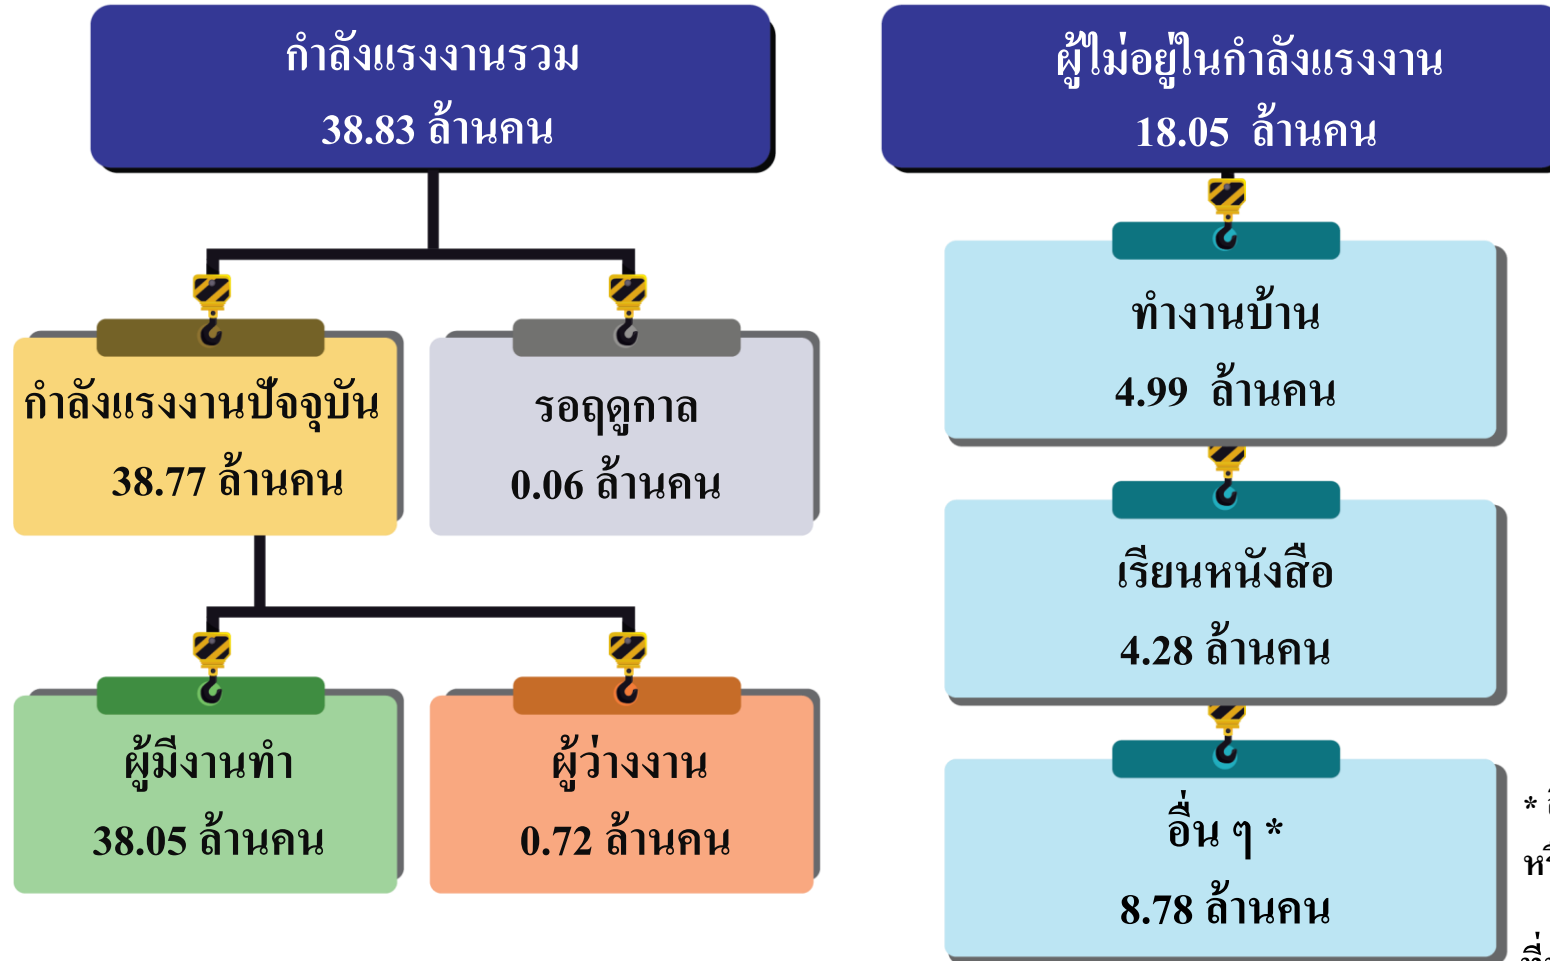 กำลังแรงงานรวม
38.83 ล้านคน
กำลังแรงงานปัจจุบัน
38.77 ล้านคน
รอฤดูกาล
0.06 ล้านคน
ผู้มีงานทำ
38.05 ล้านคน
ผู้ว่างงาน
0.72 ล้านคน
ผู้ไม่อยู่ในกำลังแรงงาน
18.05 ล้านคน
ทำงานบ้าน
4.99 ล้านคน
เรียนหนังสือ
4.28 ล้านคน
อื่น ๆ *
8.78 ล้านคน
*